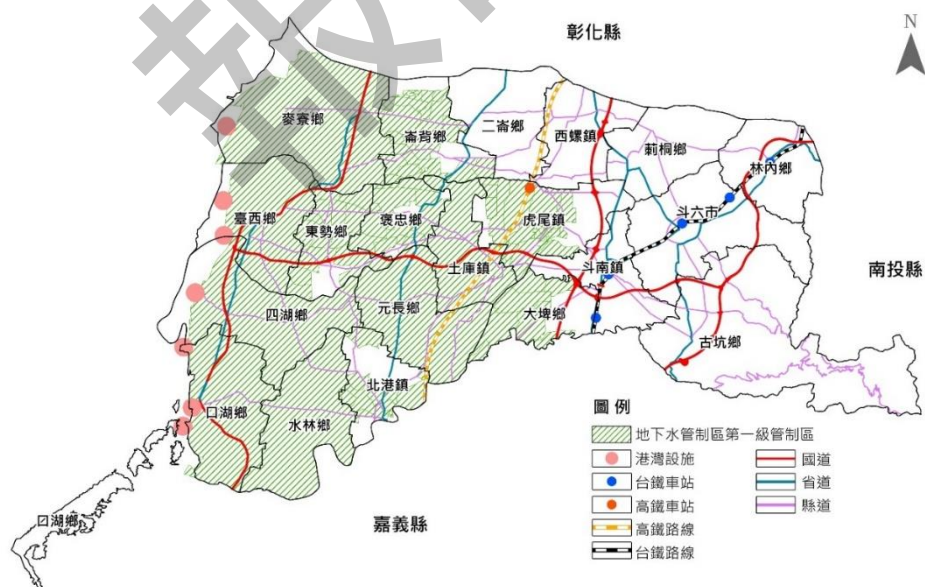 彰化縣
N
麥寮鄉
崙背鄉
二崙鄉
西螺鎮
莿桐鄉
林內鄉
斗六市
臺西鄉
東勢鄉
褒忠鄉
虎尾鎮
土庫鎮
斗南鎮
南投縣
四湖鄉
元長鄉
大埤鄉
古坑鄉
北港鎮
口湖鄉
水林鄉
口湖鄉
嘉義縣
圖例
地下水管制區第一級管制區
港灣設施
國道
台鐵車站
省道
高鐵車站
縣道
高鐵路線
台鐵路線